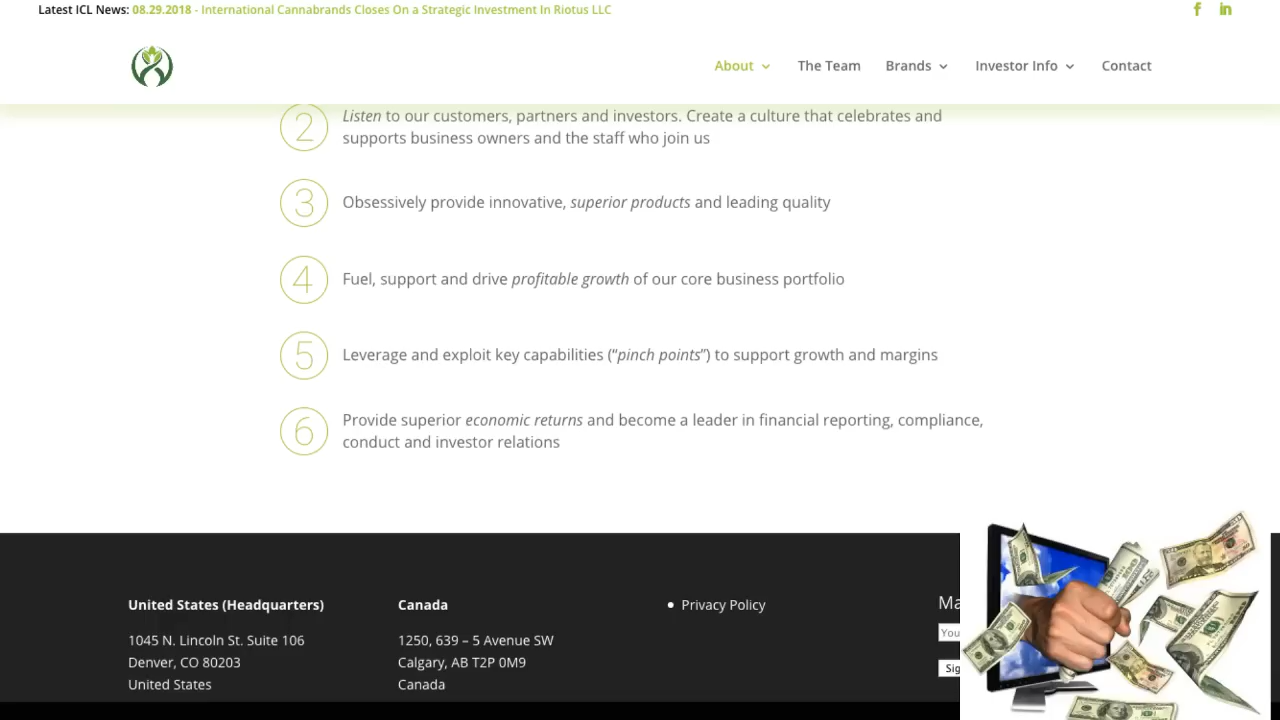 Latest ICL News: 08.29.2018 - International Cannabrands Closes On a Strategic Investment In Riotus LLC
About The Team Brands Investor Info Contact
2 Listen to our customers, partners and investors. Create a culture that celebrates and
supports business owners and the staff who join us
3 Obsessively provide innovative, superior products and leading quality
4 Fuel, support and drive profitable growth of our core business portfolio
5 Leverage and exploit key capabilities (“pinch points”) to support growth and margins
6 Provide superior economic returns and become a leader in financial reporting, compliance,
conduct and investor relations
United States (Headquarters)
1045 N. Lincoln St. Suite 106
Denver, CO 80203
United States
Canada
1250, 639 – 5 Avenue SW
Calgary, AB T2P 0M9
Canada
Privacy Policy